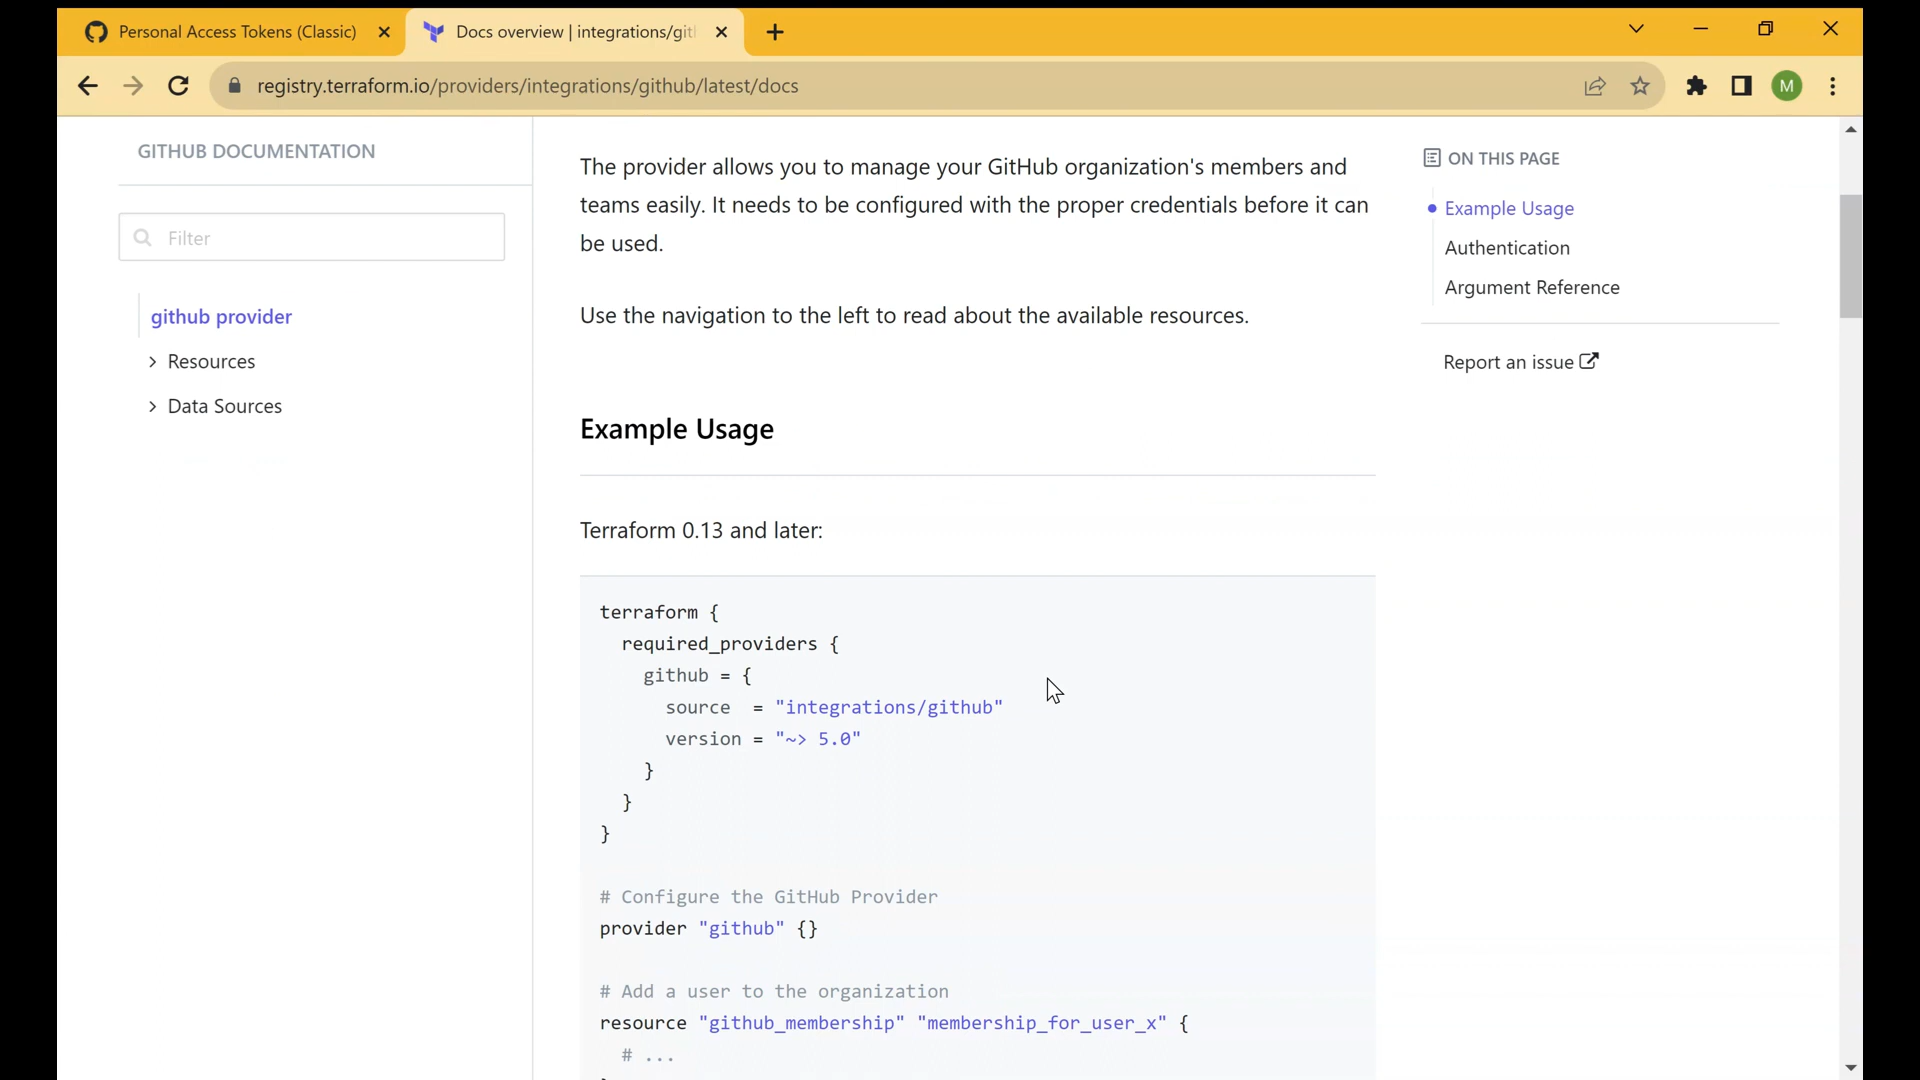 Personal Access Tokens (Classic)
Docs overview | integrations/git
registry.terraform.io/providers/integrations/github/latest/docs
M
GITHUB DOCUMENTATION
Filter
github provider
Resources
Data Sources
The provider allows you to manage your GitHub organization's members and
teams easily. It needs to be configured with the proper credentials before it can
be used.
Use the navigation to the left to read about the available resources.
Example Usage
Terraform 0.13 and later:
terraform {
required_providers {
github = {
source = "integrations/github"
version = "~> 5.0"
}
}
}
# Configure the GitHub Provider
provider "github" {}
# Add a user to the organization
resource "github_membership" "membership_for_user_x" {
# ...
ON THIS PAGE
Example Usage
Authentication
Argument Reference
Report an issue